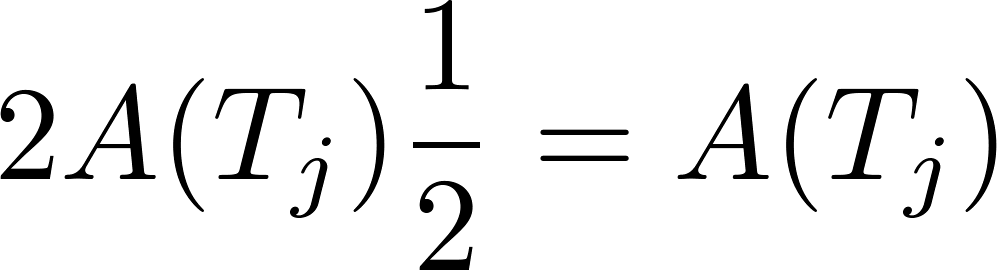 2A(T_j)\frac{1}{2} = A(T_j)